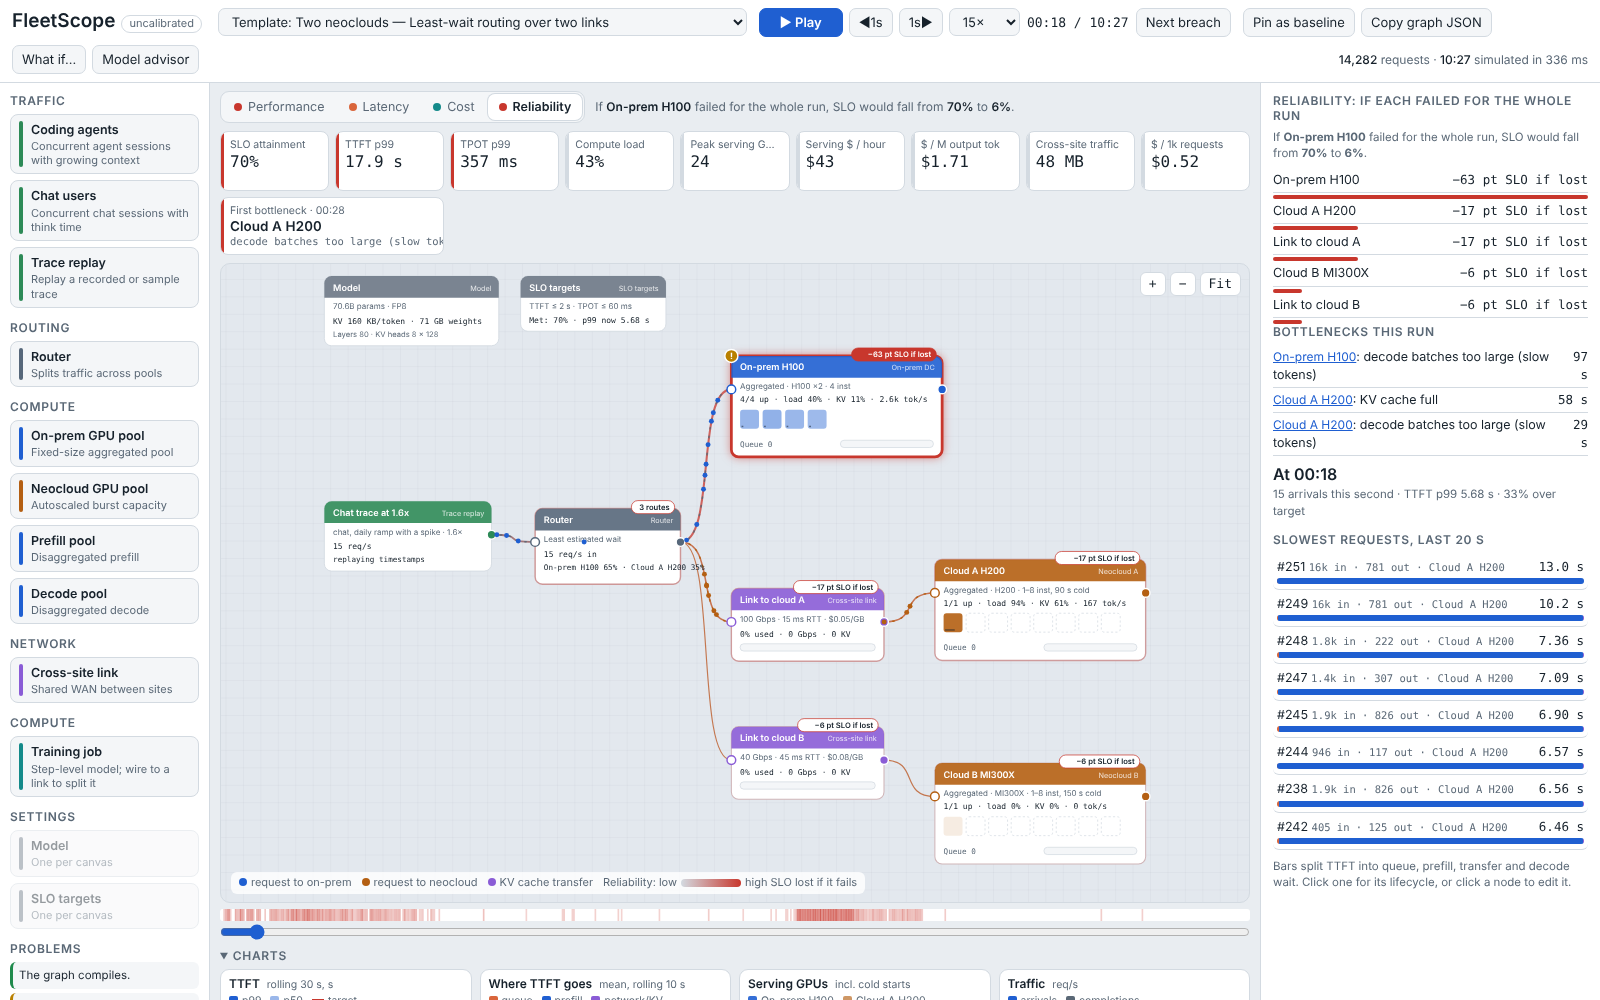 FleetScope uncalibrated Template: Two neoclouds — Least-wait routing over two links ▶ Play ◀1s 1s▶ 15× 00:18 / 10:27 Next breach Pin as baseline Copy graph JSON
What if... Model advisor 14,282 requests · 10:27 simulated in 336 ms
TRAFFIC
Coding agents
Concurrent agent sessions
with growing context
Chat users
Concurrent chat sessions with
think time
Trace replay
Replay a recorded or sample
trace
ROUTING
Router
Splits traffic across pools
COMPUTE
On-prem GPU pool
Fixed-size aggregated pool
Neocloud GPU pool
Autoscaled burst capacity
Prefill pool
Disaggregated prefill
Decode pool
Disaggregated decode
NETWORK
Cross-site link
Shared WAN between sites
COMPUTE
Training job
Step-level model; wire to a
link to split it
SETTINGS
Model
One per canvas
SLO targets
One per canvas
PROBLEMS
The graph compiles.
Performance Latency Cost Reliability If On-prem H100 failed for the whole run, SLO would fall from 70% to 6%.
SLO attainment
70%
TTFT p99
17.9 s
TPOT p99
357 ms
Compute load
43%
Peak serving G...
24
Serving $ / hour
$43
$ / M output tok
$1.71
Cross-site traffic
48 MB
$ / 1k requests
$0.52
First bottleneck · 00:28
Cloud A H200
decode batches too large (slow tok
+ − Fit
Model Model
70.6B params · FP8
KV 160 KB/token · 71 GB weights
Layers 80 · KV heads 8 × 128
SLO targets SLO targets
TTFT ≤ 2 s · TPOT ≤ 60 ms
Met: 70% · p99 now 5.68 s
! −63 pt SLO if lost
On-prem H100 On-prem DC
Aggregated · H100 ×2 · 4 inst
4/4 up · load 40% · KV 11% · 2.6k tok/s
Queue 0
Chat trace at 1.6x Trace replay
chat, daily ramp with a spike · 1.6×
15 req/s
replaying timestamps
3 routes
Router Router
Least estimated wait
15 req/s in
On-prem H100 65% · Cloud A H200 35%
−17 pt SLO if lost
Link to cloud A Cross-site link
100 Gbps · 15 ms RTT · $0.05/GB
0% used · 0 Gbps · 0 KV
−17 pt SLO if lost
Cloud A H200 Neocloud A
Aggregated · H200 · 1–8 inst, 90 s cold
1/1 up · load 94% · KV 61% · 167 tok/s
Queue 0
−6 pt SLO if lost
Link to cloud B Cross-site link
40 Gbps · 45 ms RTT · $0.08/GB
0% used · 0 Gbps · 0 KV
−6 pt SLO if lost
Cloud B MI300X Neocloud B
Aggregated · MI300X · 1–8 inst, 150 s cold
1/1 up · load 0% · KV 0% · 0 tok/s
Queue 0
request to on-prem request to neocloud KV cache transfer Reliability: low high SLO lost if it fails
▼ CHARTS
TTFT rolling 30 s, s
p99 p50 target
Where TTFT goes mean, rolling 10 s
queue prefill network/KV
Serving GPUs incl. cold starts
On-prem H100 Cloud A H200
Traffic req/s
arrivals completions
RELIABILITY: IF EACH FAILED FOR THE WHOLE
RUN
If On-prem H100 failed for the whole run, SLO would fall
from 70% to 6%.
On-prem H100 −63 pt SLO if lost
Cloud A H200 −17 pt SLO if lost
Link to cloud A −17 pt SLO if lost
Cloud B MI300X −6 pt SLO if lost
Link to cloud B −6 pt SLO if lost
BOTTLENECKS THIS RUN
On-prem H100: decode batches too large (slow 97
tokens) s
Cloud A H200: KV cache full 58 s
Cloud A H200: decode batches too large (slow 29
tokens) s
At 00:18
15 arrivals this second · TTFT p99 5.68 s · 33% over
target
SLOWEST REQUESTS, LAST 20 S
#251 16k in · 781 out · Cloud A H200 13.0 s
#249 16k in · 781 out · Cloud A H200 10.2 s
#248 1.8k in · 222 out · Cloud A H200 7.36 s
#247 1.4k in · 307 out · Cloud A H200 7.09 s
#245 1.9k in · 826 out · Cloud A H200 6.90 s
#244 946 in · 117 out · Cloud A H200 6.57 s
#238 1.9k in · 826 out · Cloud A H200 6.56 s
#242 405 in · 125 out · Cloud A H200 6.46 s
Bars split TTFT into queue, prefill, transfer and decode
wait. Click one for its lifecycle, or click a node to edit it.